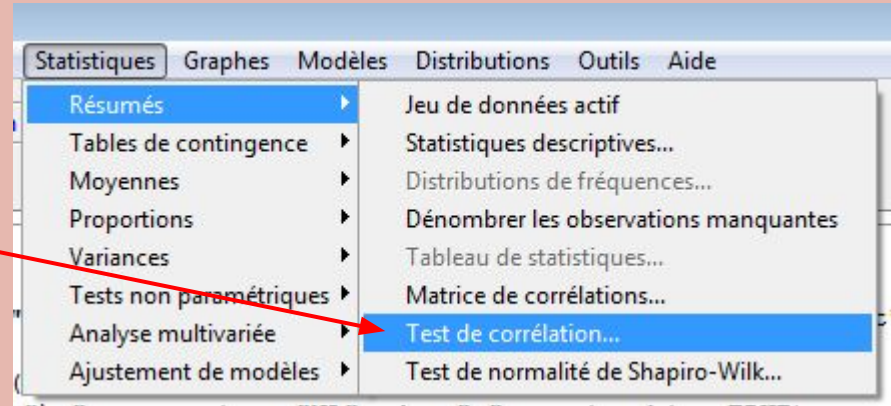 Statistiques Graphes Modèles Distributions Outils Aide
Résumés
Tables de contingence
Moyennes
Proportions
Variances
Tests non paramétriques
Analyse multivariée
Ajustement de modèles
Jeu de données actif
Statistiques descriptives...
Distributions de fréquences...
Dénombrer les observations manquantes
Tableau de statistiques...
Matrice de corrélations...
Test de corrélation...
Test de normalité de Shapiro-Wilk...